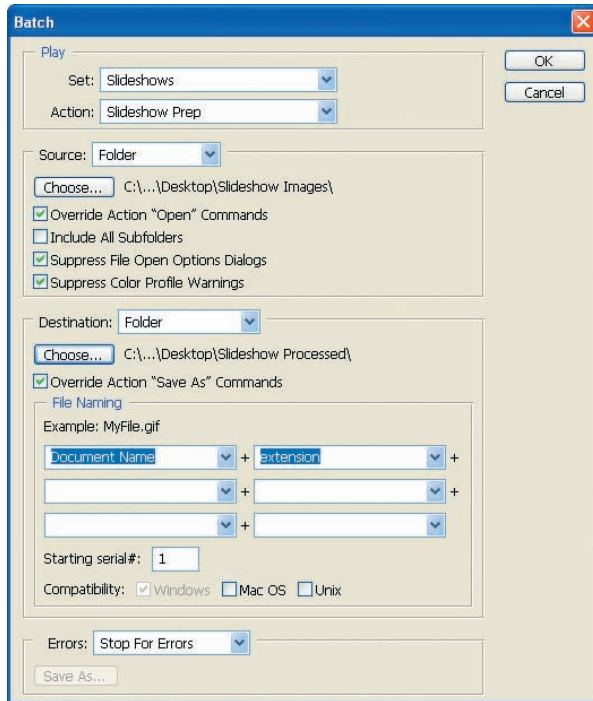 Batch
Play
Set: Slideshows
Action: Slideshow Prep
OK
Cancel
Source: Folder
Choose... C:\...\Desktop\Slideshow Images\
Override Action "Open" Commands
Include All Subfolders
Suppress File Open Options Dialogs
Suppress Color Profile Warnings
Destination: Folder
Choose... C:\...\Desktop\Slideshow Processed\
Override Action "Save As" Commands
File Naming
Example: MyFile.gif
Document Name + extension +
+ +
+
Starting serial#: 1
Compatibility: Windows Mac OS Unix
Errors: Stop For Errors
Save As...